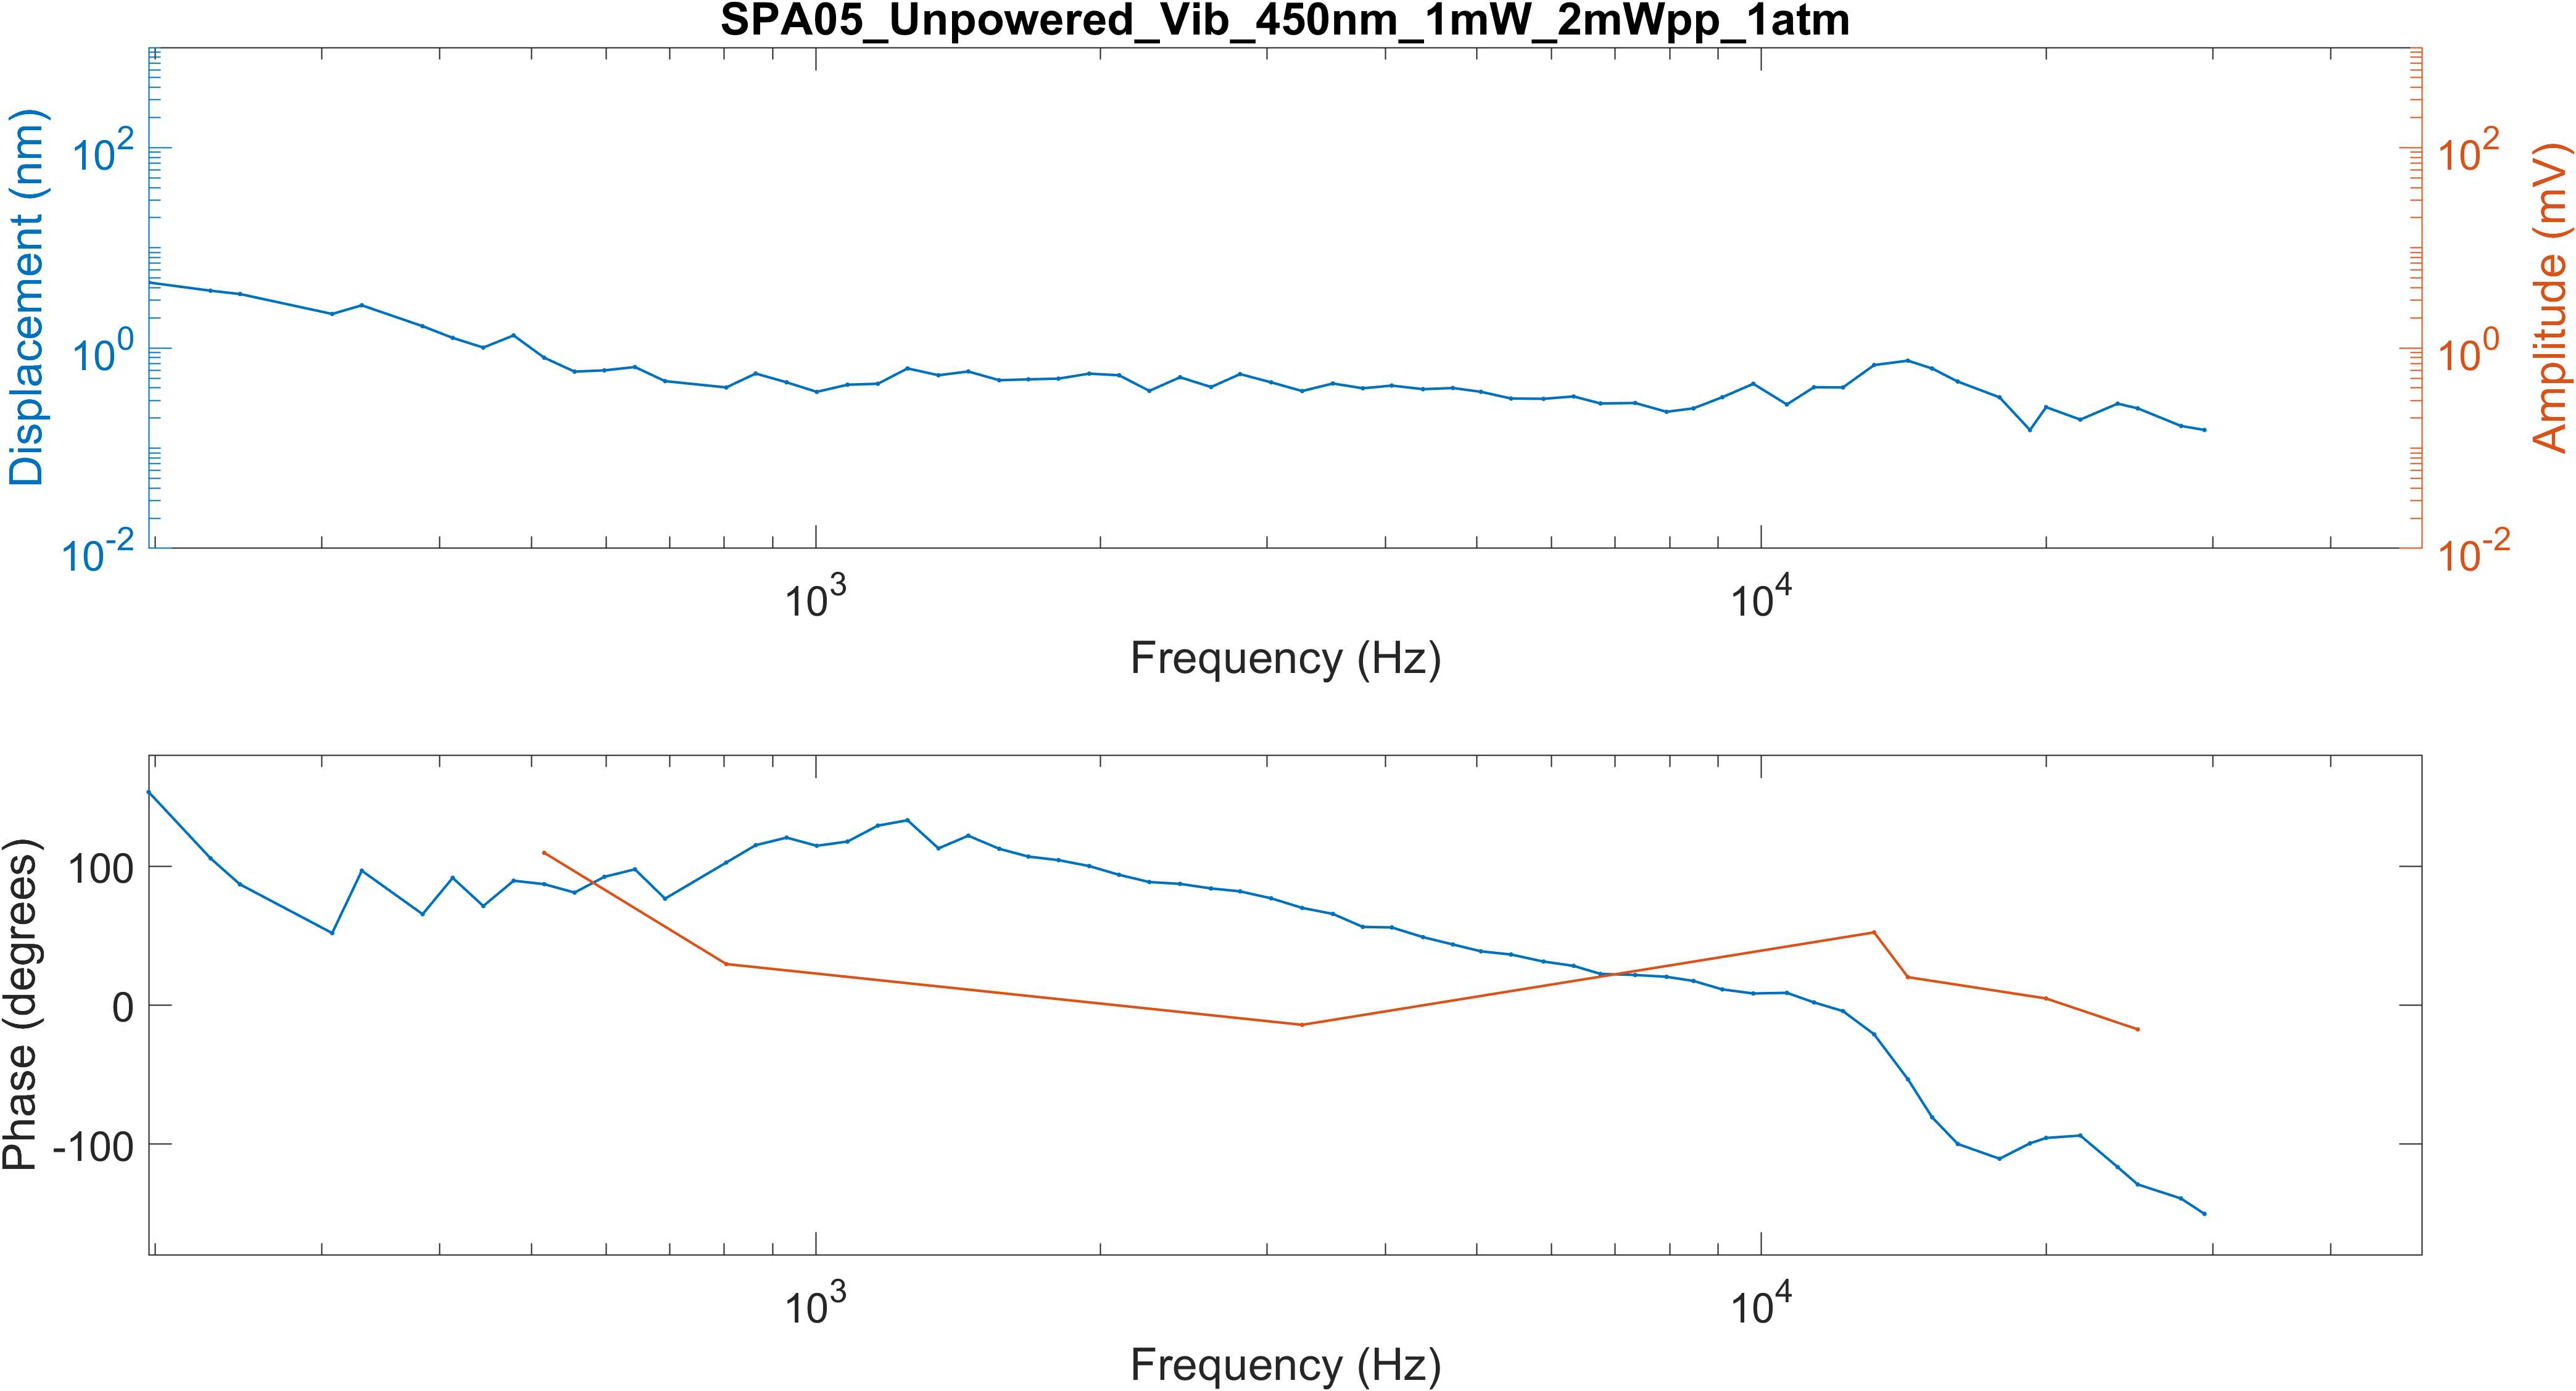 SPA05_Unpowered_Vib_450nm_1mW_2mWpp_1atm
Displacement (nm)
10^2
10^0
10^-2
Amplitude (mV)
10^2
10^0
10^-2
10^3
10^4
Frequency (Hz)
Phase (degrees)
100
0
-100
10^3
10^4
Frequency (Hz)